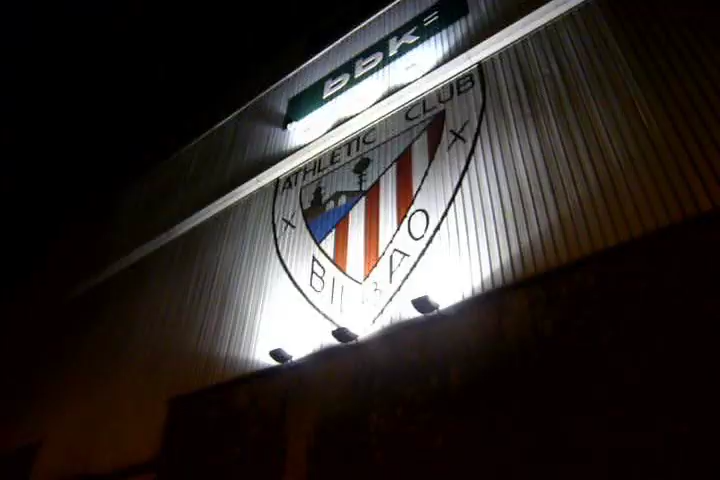 bbk=
ATHLETIC CLUB
X X
BILBAO